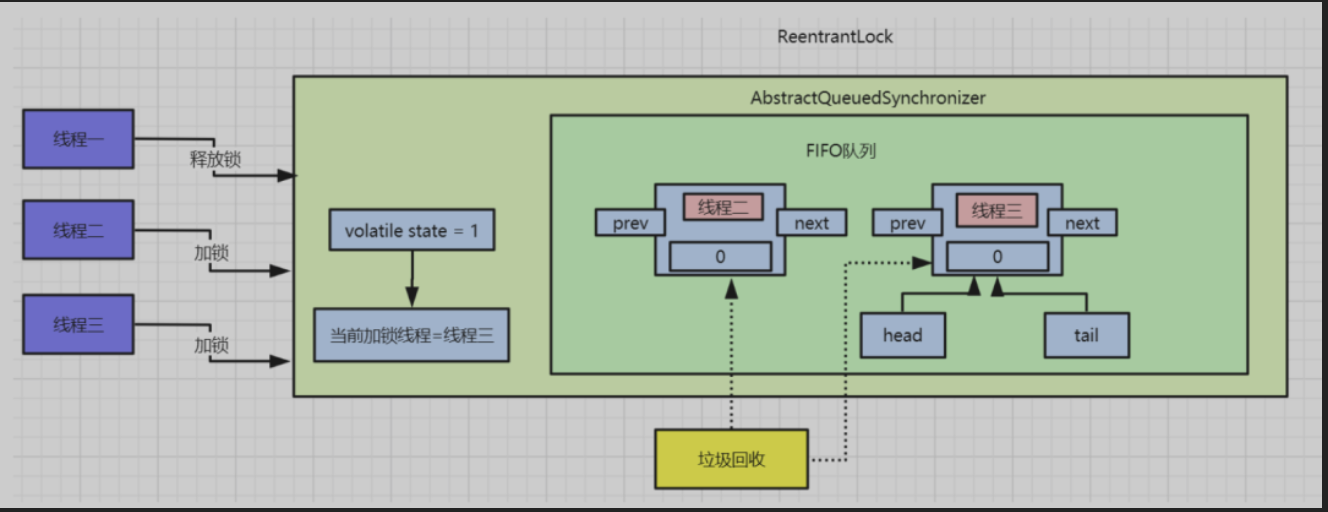 ReentrantLock
AbstractQueuedSynchronizer
FIFO队列
线程一
释放锁
线程二
加锁
线程三
加锁
volatile state = 1
当前加锁线程=线程三
prev
线程二
next
0
prev
线程三
next
0
head
tail
垃圾回收